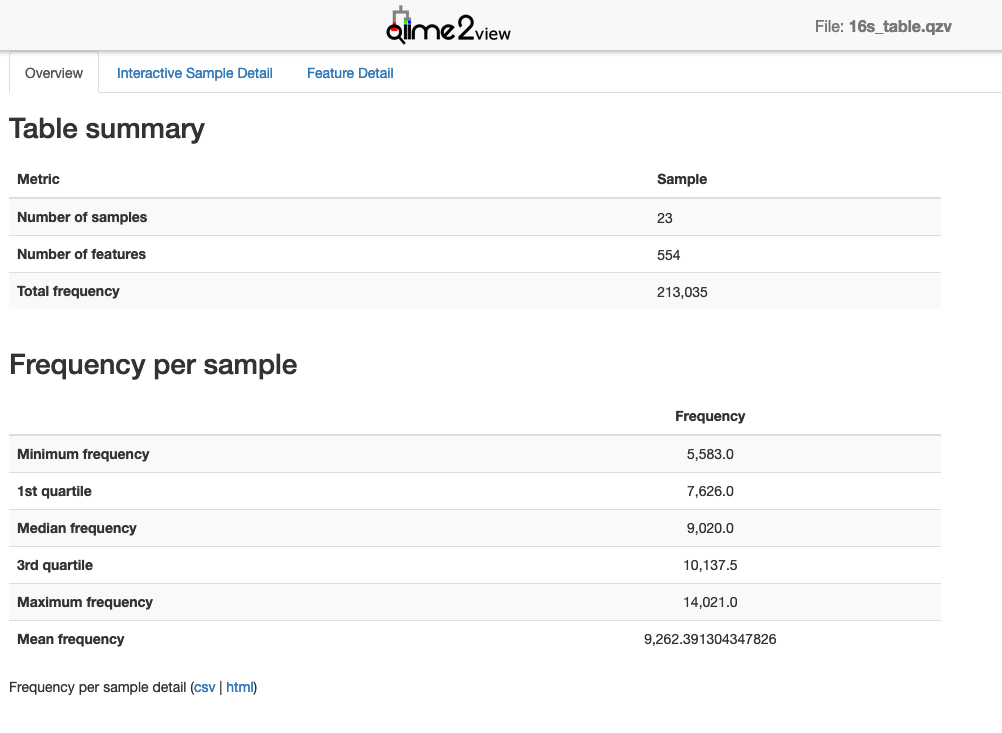 qiime2view File: 16s_table.qzv
Overview Interactive Sample Detail Feature Detail
Table summary
Metric Sample
Number of samples 23
Number of features 554
Total frequency 213,035
Frequency per sample
Frequency
Minimum frequency 5,583.0
1st quartile 7,626.0
Median frequency 9,020.0
3rd quartile 10,137.5
Maximum frequency 14,021.0
Mean frequency 9,262.391304347826
Frequency per sample detail (csv | html)